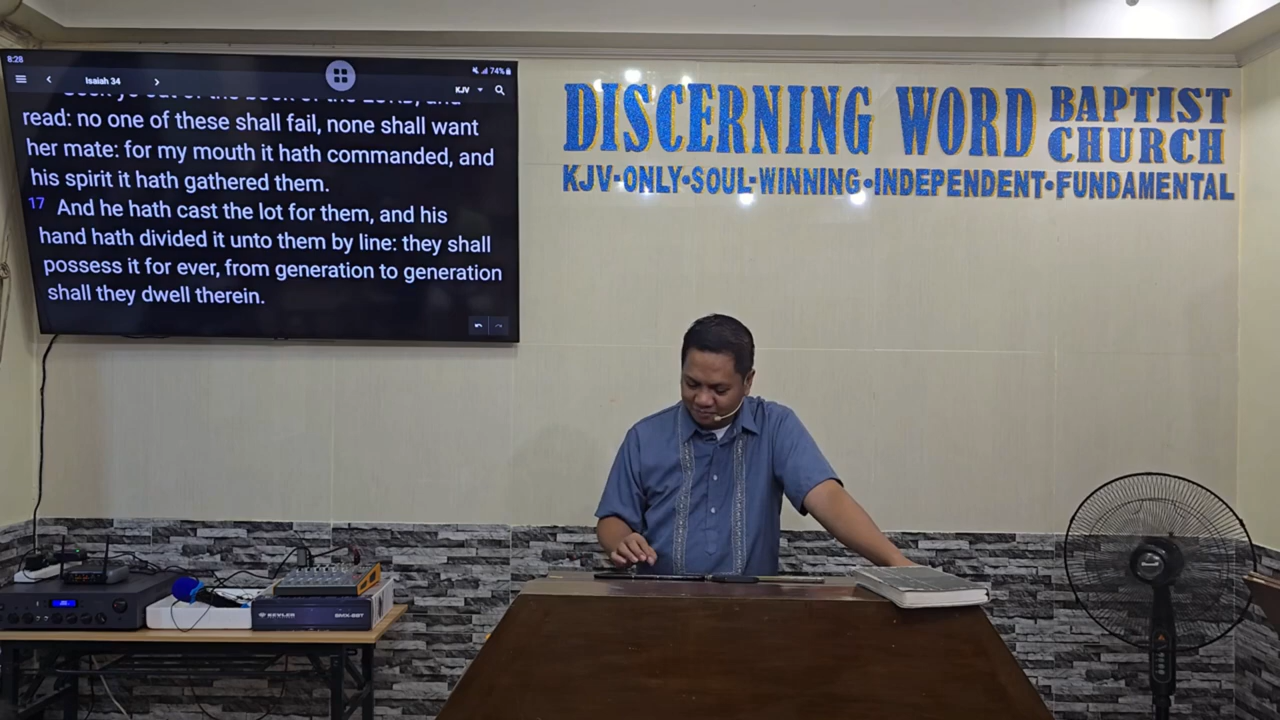 8:28
74%
Isaiah 34
KJV
read: no one of these shall fail, none shall want
her mate: for my mouth it hath commanded, and
his spirit it hath gathered them.
17 And he hath cast the lot for them, and his
hand hath divided it unto them by line: they shall
possess it for ever, from generation to generation
shall they dwell therein.
DISCERNING WORD BAPTIST CHURCH
KJV-ONLY•SOUL-WINNING•INDEPENDENT•FUNDAMENTAL
KEVLER